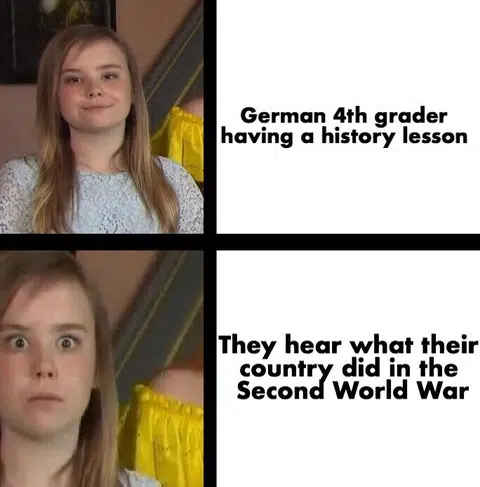 German 4th grader
having a history lesson
They hear what their
country did in the
Second World War